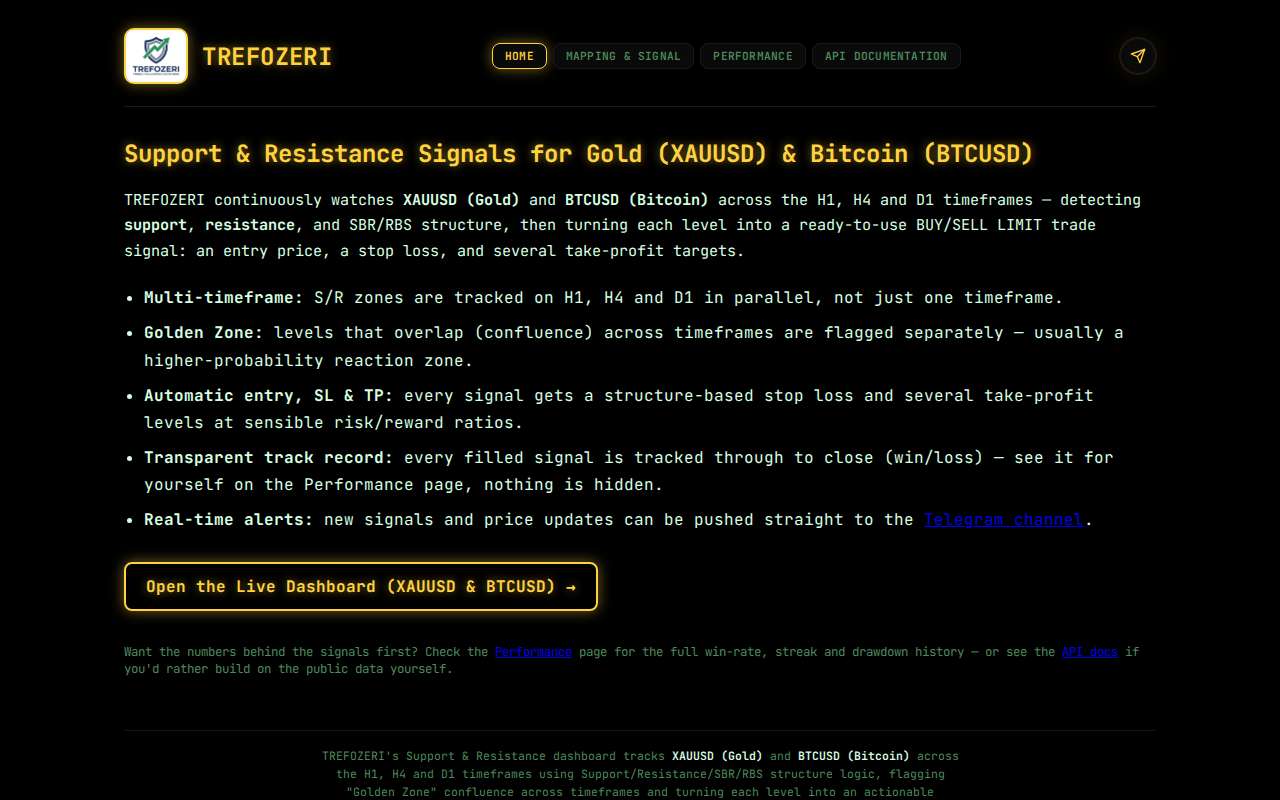 TREFOZERI
TREFOZERI
HOME
MAPPING & SIGNAL
PERFORMANCE
API DOCUMENTATION
Support & Resistance Signals for Gold (XAUUSD) & Bitcoin (BTCUSD)
TREFOZERI continuously watches XAUUSD (Gold) and BTCUSD (Bitcoin) across the H1, H4 and D1 timeframes — detecting
support, resistance, and SBR/RBS structure, then turning each level into a ready-to-use BUY/SELL LIMIT trade
signal: an entry price, a stop loss, and several take-profit targets.
• Multi-timeframe: S/R zones are tracked on H1, H4 and D1 in parallel, not just one timeframe.
• Golden Zone: levels that overlap (confluence) across timeframes are flagged separately — usually a
higher-probability reaction zone.
• Automatic entry, SL & TP: every signal gets a structure-based stop loss and several take-profit
levels at sensible risk/reward ratios.
• Transparent track record: every filled signal is tracked through to close (win/loss) — see it for
yourself on the Performance page, nothing is hidden.
• Real-time alerts: new signals and price updates can be pushed straight to the Telegram channel.
Open the Live Dashboard (XAUUSD & BTCUSD) →
Want the numbers behind the signals first? Check the Performance page for the full win-rate, streak and drawdown history — or see the API docs if
you'd rather build on the public data yourself.
TREFOZERI's Support & Resistance dashboard tracks XAUUSD (Gold) and BTCUSD (Bitcoin) across
the H1, H4 and D1 timeframes using Support/Resistance/SBR/RBS structure logic, flagging
"Golden Zone" confluence across timeframes and turning each level into an actionable